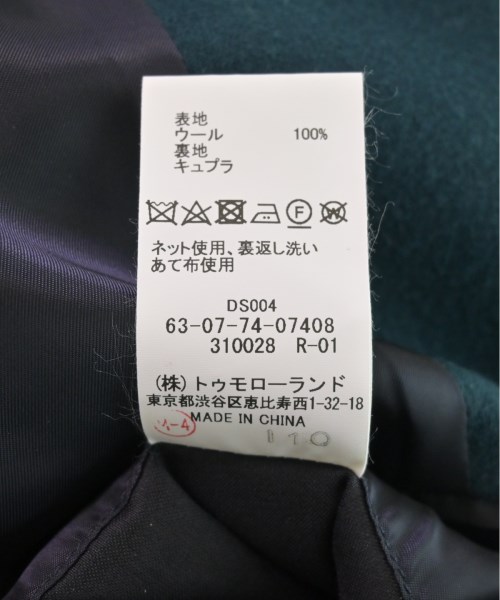 表地
ウール 100%
裏地
キュプラ
F W
ネット使用、裏返し洗い
あて布使用
DS004
63-07-74-07408
310028 R-01
(株)トゥモローランド
東京都渋谷区恵比寿西1-32-18
MADE IN CHINA
110